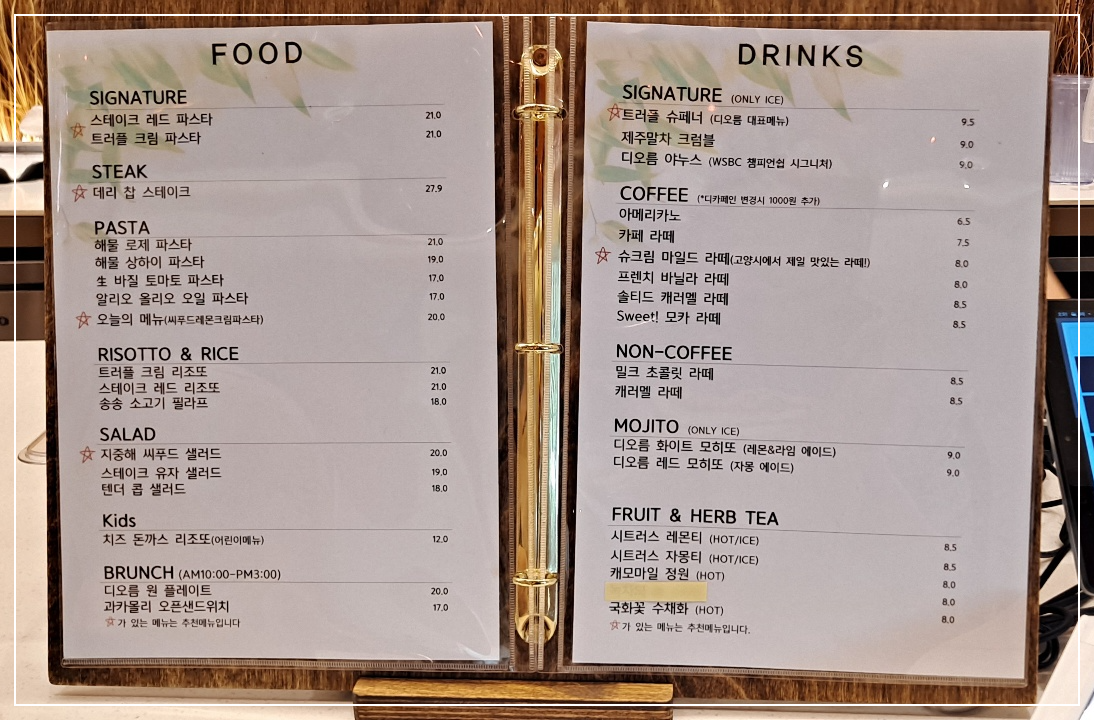 FOOD
SIGNATURE
스테이크 레드 파스타 21.0
☆ 트러플 크림 파스타 21.0
STEAK
☆ 데리 찹 스테이크 27.9
PASTA
해물 로제 파스타 21.0
해물 상하이 파스타 19.0
生 바질 토마토 파스타 17.0
알리오 올리오 오일 파스타 17.0
☆ 오늘의 메뉴(씨푸드레몬크림파스타) 20.0
RISOTTO & RICE
트러플 크림 리조또 21.0
스테이크 레드 리조또 21.0
송송 소고기 필라프 18.0
SALAD
☆ 지중해 씨푸드 샐러드 20.0
스테이크 유자 샐러드 19.0
텐더 콥 샐러드 18.0
Kids
치즈 돈까스 리조또(어린이메뉴) 12.0
BRUNCH (AM10:00-PM3:00)
디오름 원 플레이트 20.0
과카몰리 오픈샌드위치 17.0
☆가 있는 메뉴는 추천메뉴입니다
DRINKS
SIGNATURE (ONLY ICE)
☆트러플 슈페너 (디오름 대표메뉴) 9.5
제주말차 크럼블 9.0
디오름 야누스 (WSBC 챔피언쉽 시그니처) 9.0
COFFEE (*디카페인 변경시 1000원 추가)
아메리카노 6.5
카페 라떼 7.5
☆ 슈크림 마일드 라떼(고양시에서 제일 맛있는 라떼!) 8.0
프렌치 바닐라 라떼 8.0
솔티드 캐러멜 라떼 8.5
Sweet! 모카 라떼 8.5
NON-COFFEE
밀크 초콜릿 라떼 8.5
캐러멜 라떼 8.5
MOJITO (ONLY ICE)
디오름 화이트 모히또 (레몬&라임 에이드) 9.0
디오름 레드 모히또 (자몽 에이드) 9.0
FRUIT & HERB TEA
시트러스 레몬티 (HOT/ICE) 8.5
시트러스 자몽티 (HOT/ICE) 8.5
캐모마일 정원 (HOT) 8.0
8.0
국화꽃 수채화 (HOT) 8.0
☆가 있는 메뉴는 추천메뉴입니다.